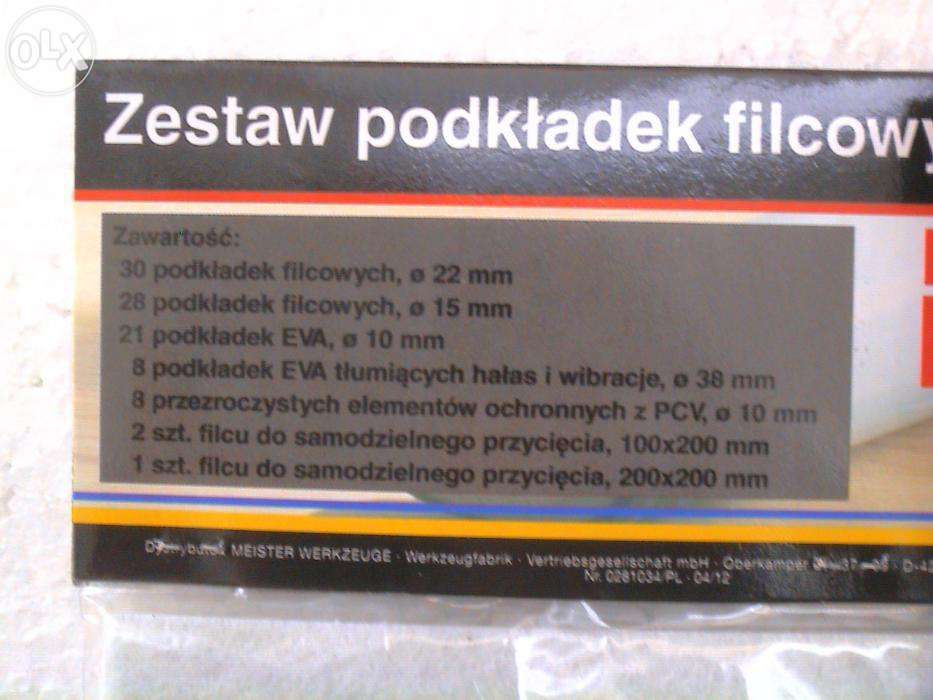 OLX
Zestaw podkładek filcowy
Zawartość:
30 podkładek filcowych, ø 22 mm
28 podkładek filcowych, ø 15 mm
21 podkładek EVA, ø 10 mm
8 podkładek EVA tłumiących hałas i wibracje, ø 38 mm
8 przezroczystych elementów ochronnych z PCV, ø 10 mm
2 szt. filcu do samodzielnego przycięcia, 100x200 mm
1 szt. filcu do samodzielnego przycięcia, 200x200 mm
MEISTER WERKZEUGE · Werkzeugfabrik · Vertriebsgesellschaft mbH · Oberkamper · D-42
Nr. 0281034/PL · 04/12